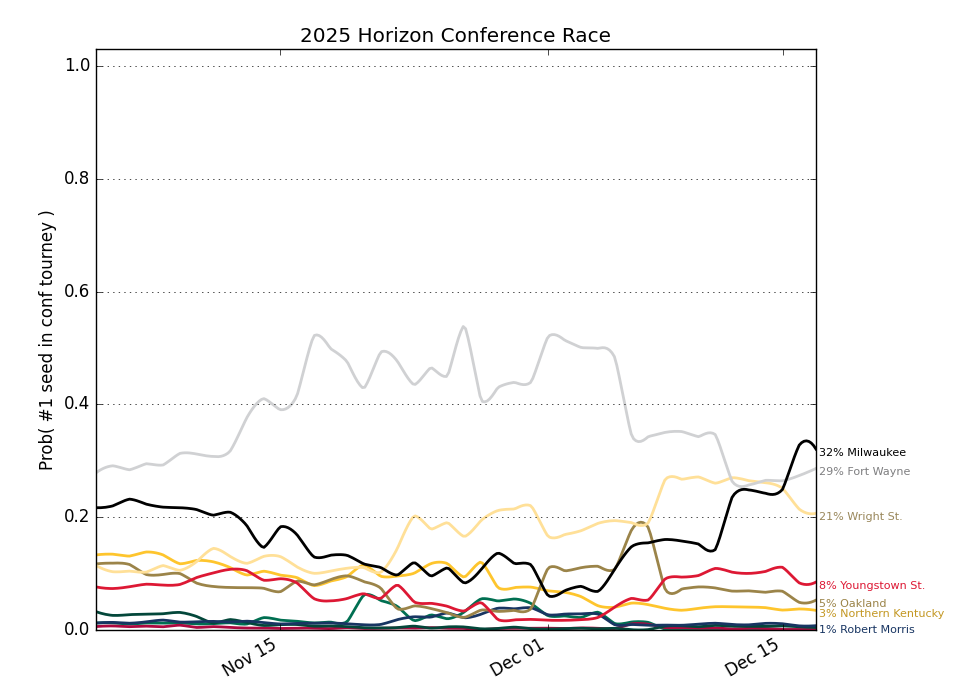 2025 Horizon Conference Race
Prob( #1 seed in conf tourney )
1.0
0.8
0.6
0.4
0.2
0.0
Nov 15
Dec 01
Dec 15
32% Milwaukee
29% Fort Wayne
21% Wright St.
8% Youngstown St.
5% Oakland
3% Northern Kentucky
1% Robert Morris